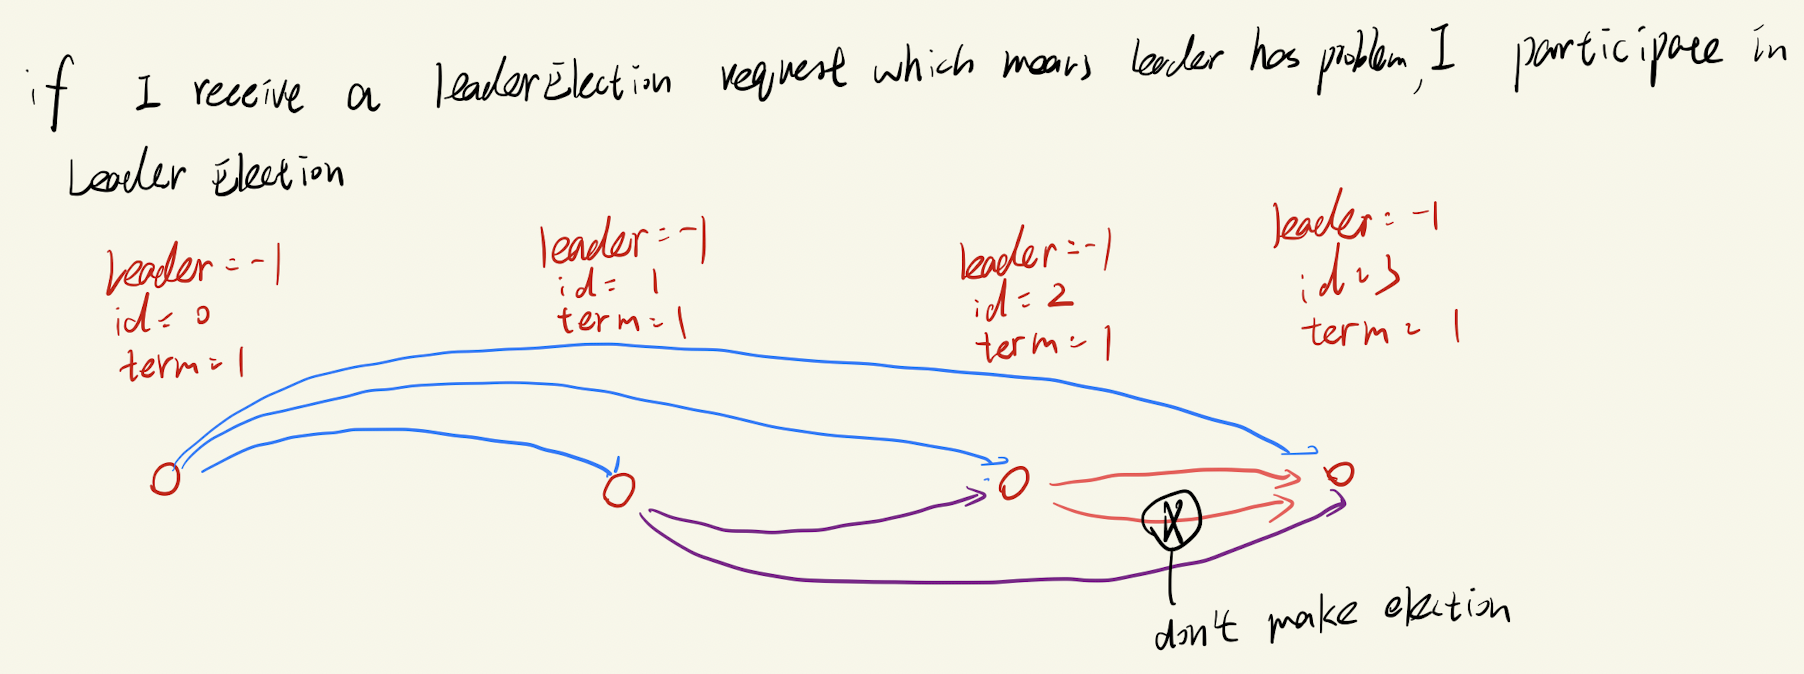 if I receive a leaderElection request which means leader has problem, I participate in
Leader Election
leader = -1
id = 0
term = 1
leader = -1
id = 1
term = 1
leader = -1
id = 2
term = 1
leader = -1
id = 3
term = 1
don't make election